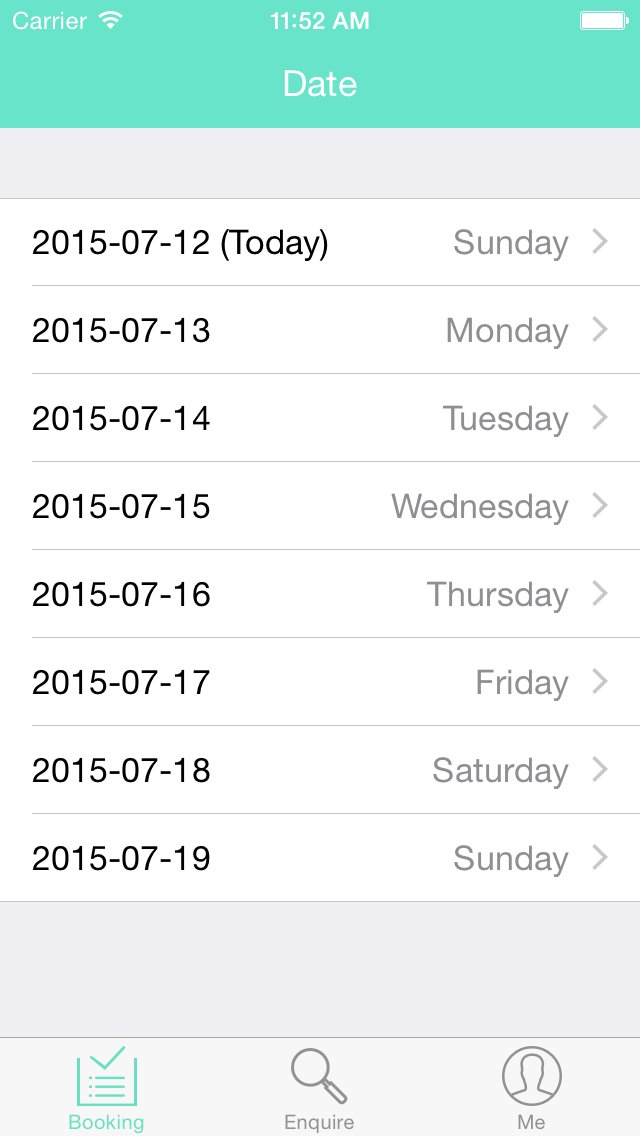 Carrier 11:52 AM
Date
2015-07-12 (Today) Sunday
2015-07-13 Monday
2015-07-14 Tuesday
2015-07-15 Wednesday
2015-07-16 Thursday
2015-07-17 Friday
2015-07-18 Saturday
2015-07-19 Sunday
Booking Enquire Me